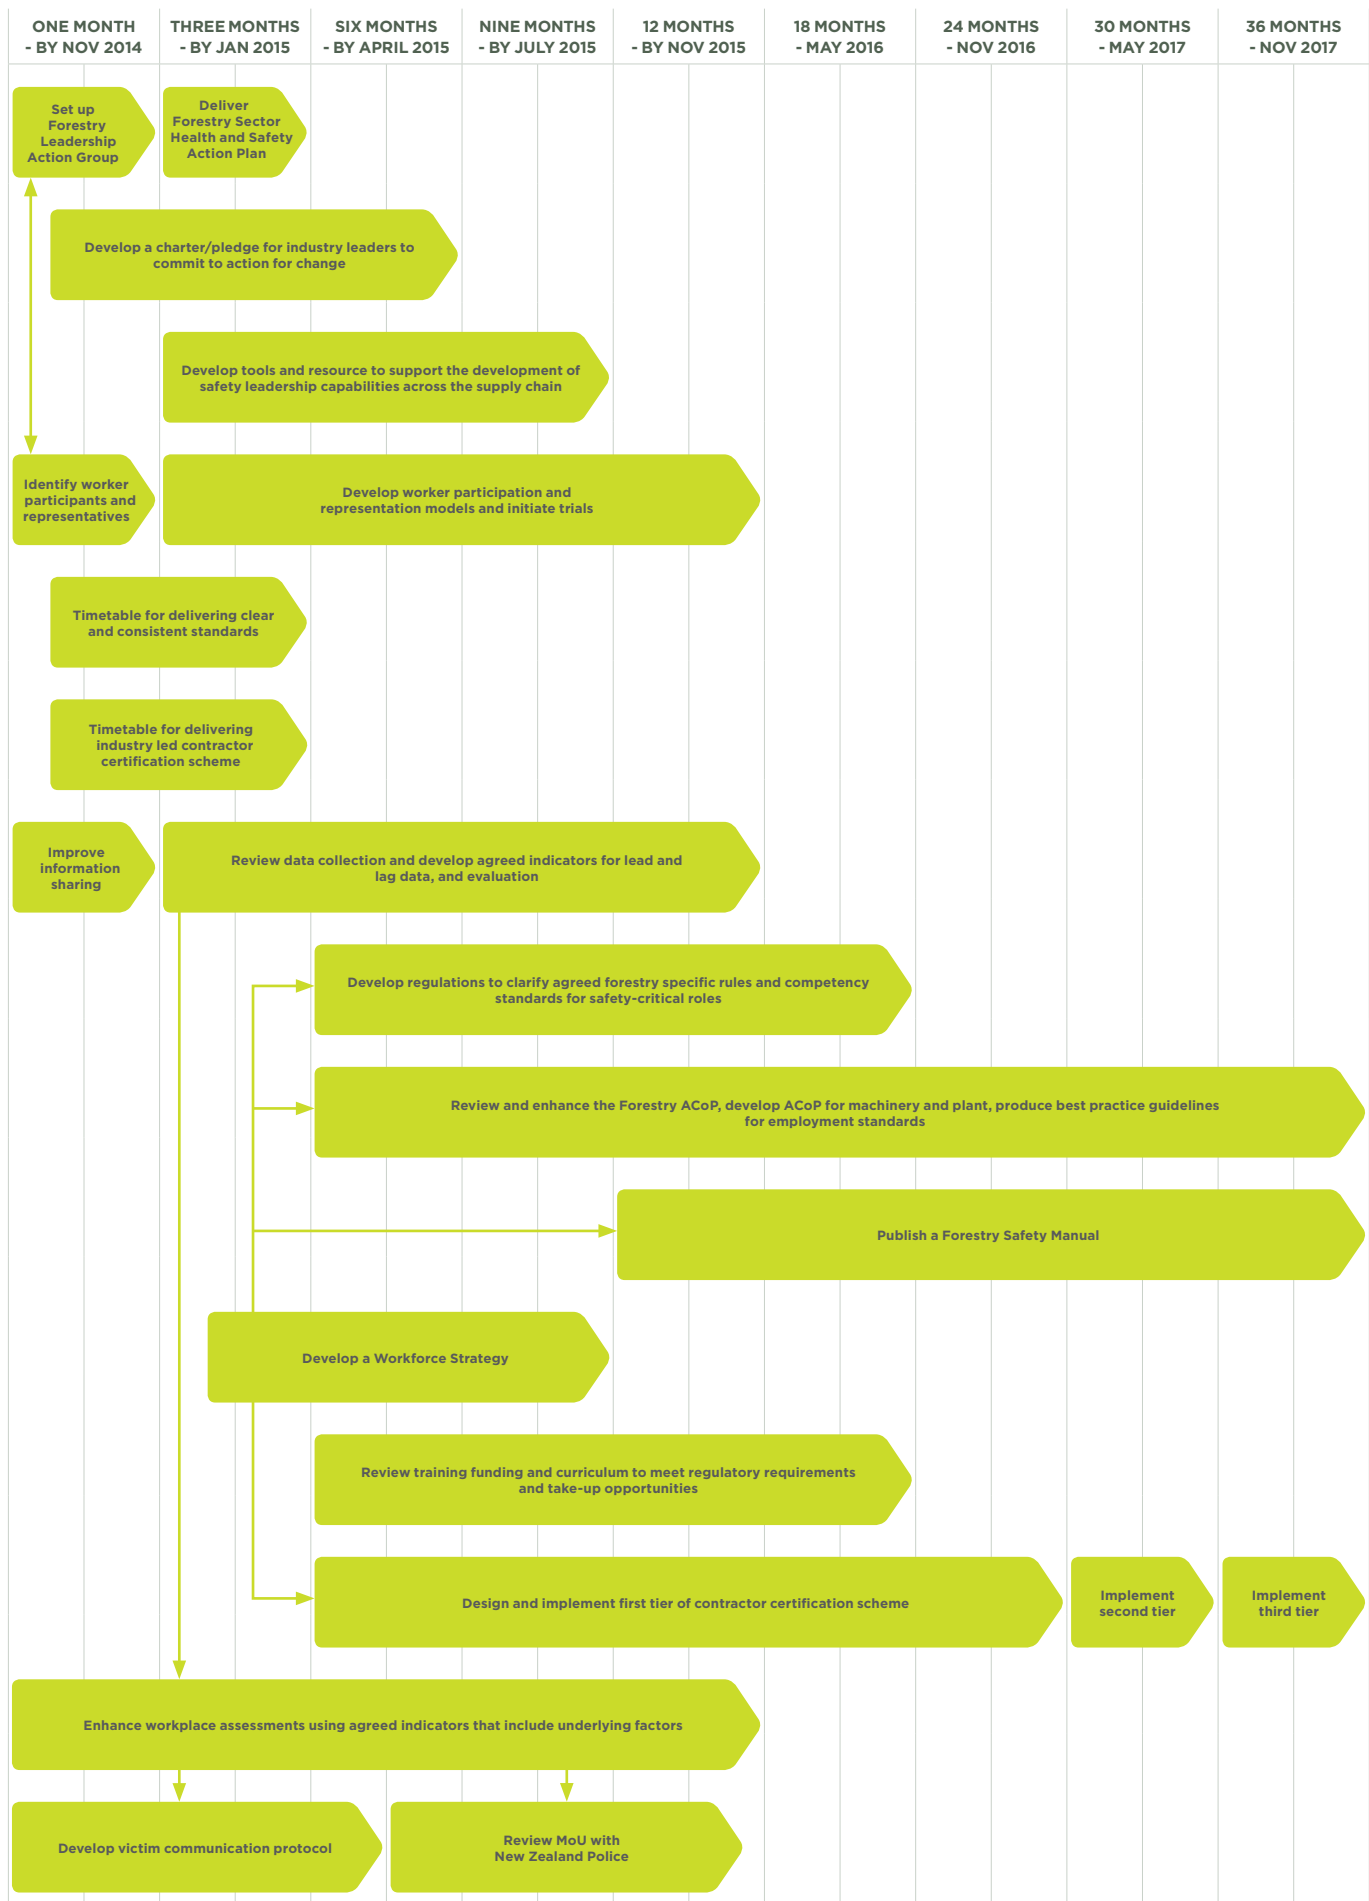 ONE MONTH
- BY NOV 2014
THREE MONTHS
- BY JAN 2015
SIX MONTHS
- BY APRIL 2015
NINE MONTHS
- BY JULY 2015
12 MONTHS
- BY NOV 2015
18 MONTHS
- MAY 2016
24 MONTHS
- NOV 2016
30 MONTHS
- MAY 2017
36 MONTHS
- NOV 2017
Set up
Forestry
Leadership
Action Group
Deliver
Forestry Sector
Health and Safety
Action Plan
Develop a charter/pledge for industry leaders to
commit to action for change
Develop tools and resource to support the development of
safety leadership capabilities across the supply chain
Identify worker
participants and
representatives
Develop worker participation and
representation models and initiate trials
Timetable for delivering clear
and consistent standards
Timetable for delivering
industry led contractor
certification scheme
Improve
information
sharing
Review data collection and develop agreed indicators for lead and
lag data, and evaluation
Develop regulations to clarify agreed forestry specific rules and competency
standards for safety-critical roles
Review and enhance the Forestry ACoP, develop ACoP for machinery and plant, produce best practice guidelines
for employment standards
Publish a Forestry Safety Manual
Develop a Workforce Strategy
Review training funding and curriculum to meet regulatory requirements
and take-up opportunities
Design and implement first tier of contractor certification scheme
Implement
second tier
Implement
third tier
Enhance workplace assessments using agreed indicators that include underlying factors
Develop victim communication protocol
Review MoU with
New Zealand Police